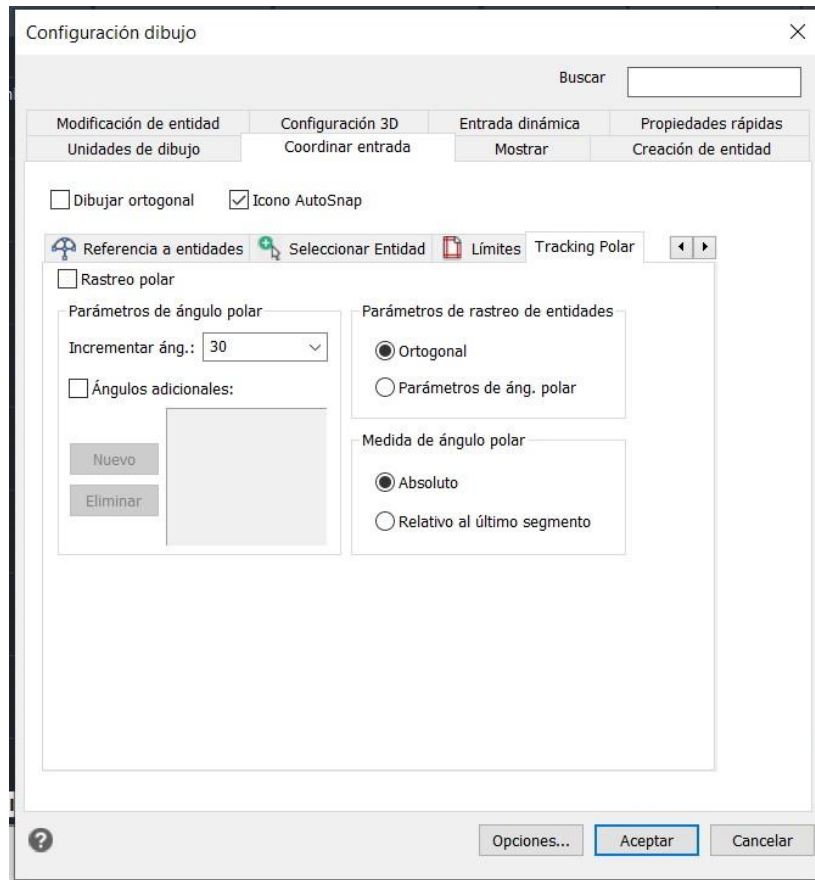 Configuración dibujo
Buscar
Modificación de entidad Configuración 3D Entrada dinámica Propiedades rápidas
Unidades de dibujo Coordinar entrada Mostrar Creación de entidad
Dibujar ortogonal Icono AutoSnap
Referencia a entidades Seleccionar Entidad Límites Tracking Polar
Rastreo polar
Parámetros de ángulo polar
Incrementar áng.: 30
Ángulos adicionales:
Nuevo
Eliminar
Parámetros de rastreo de entidades
Ortogonal
Parámetros de áng. polar
Medida de ángulo polar
Absoluto
Relativo al último segmento
Opciones... Aceptar Cancelar